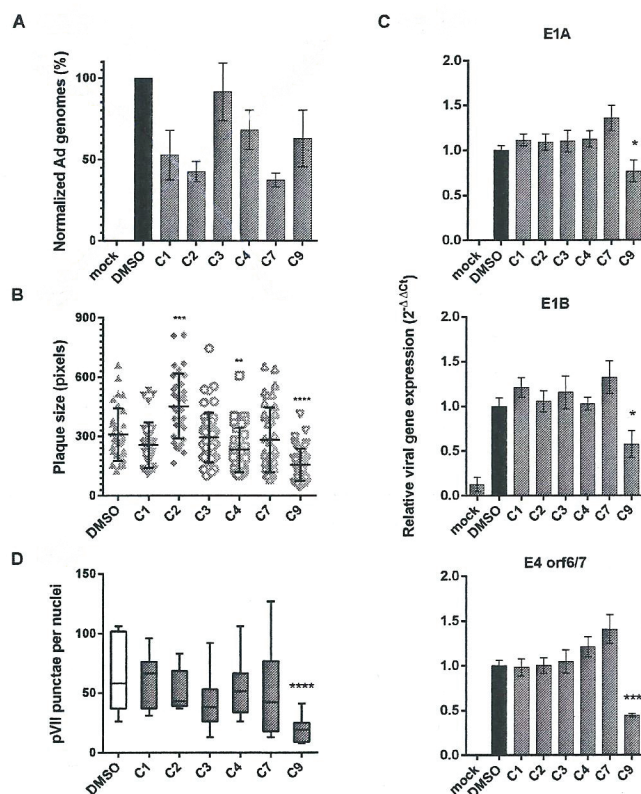 A
Normalized Ad genomes (%)
100
50
0
mock
DMSO
C1
C2
C3
C4
C7
C9
B
Plaque size (pixels)
900
600
300
0
***
**
****
DMSO
C1
C2
C3
C4
C7
C9
D
pVII punctae per nuclei
150
100
50
0
****
DMSO
C1
C2
C3
C4
C7
C9
C
Relative viral gene expression (2-ΔΔCt)
E1A
2.0
1.5
1.0
0.5
0.0
*
mock
DMSO
C1
C2
C3
C4
C7
C9
E1B
2.0
1.5
1.0
0.5
0.0
*
mock
DMSO
C1
C2
C3
C4
C7
C9
E4 orf6/7
2.0
1.5
1.0
0.5
0.0
***
mock
DMSO
C1
C2
C3
C4
C7
C9